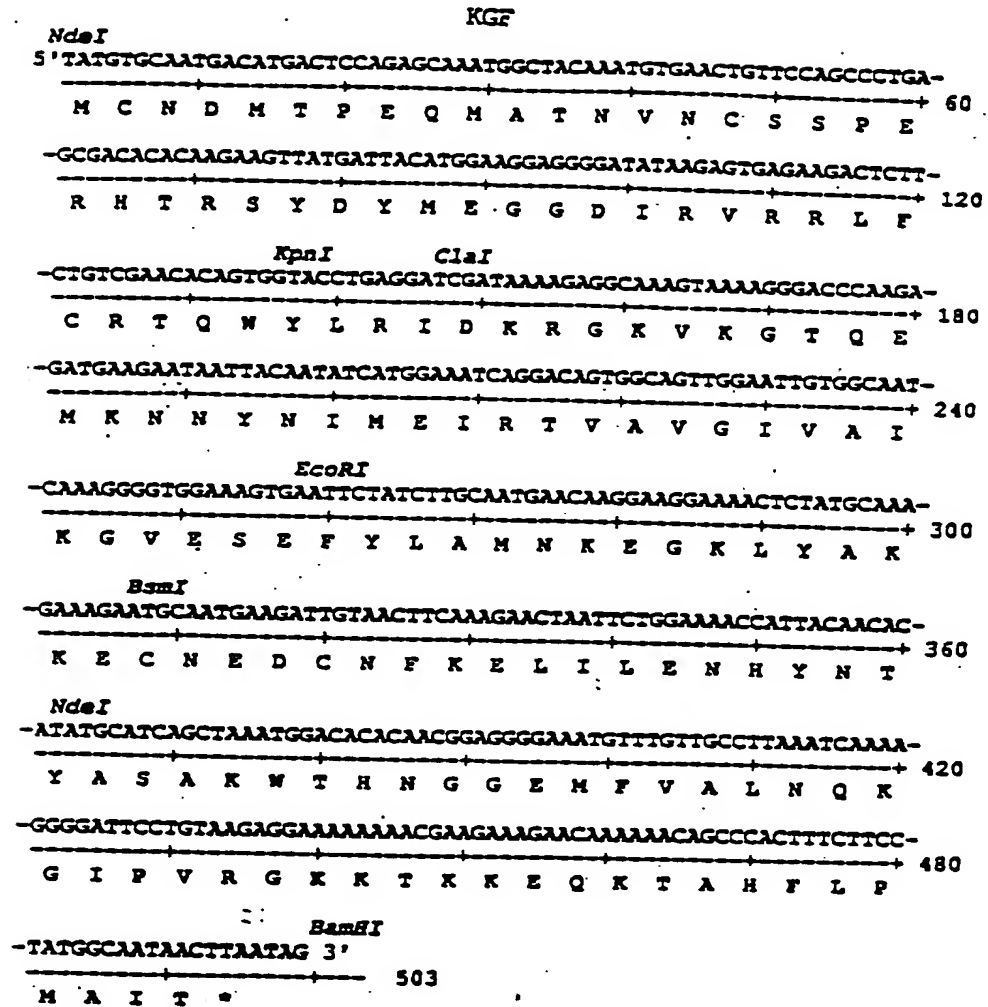 KGF
NdeI
5'TATGTGCAATGACATGACTCCAGAGCAAATGGCTACAAATGTGAACTGTTCCAGCCCTGA-
60
M C N D M T P E Q M A T N V N C S S P E
-GCGACACACAAGAAGTTATGATTACATGGAAGGAGGGGATATAAGAGTGAGAAGACTCTT-
120
R H T R S Y D Y M E G G D I R V R R L F
KpnI ClaI
-CTGTCGAACACAGTGGTACCTGAGGATCGATAAAAGAGGCAAAGTAAAAGGGACCCAAGA-
180
C R T Q W Y L R I D K R G K V K G T Q E
-GATGAAGAATAATTACAATATCATGGAAATCAGGACAGTGGCAGTTGGAATTGTGGCAAT-
240
M K N N Y N I M E I R T V A V G I V A I
EcoRI
-CAAAGGGGTGGAAAGTGAATTCTATCTTGCAATGAACAAGGAAGGAAAACTCTATGCAAA-
300
K G V E S E F Y L A M N K E G K L Y A K
BsmI
-GAAAGAATGCAATGAAGATTGTAACTTCAAAGAACTAATTCTGGAAAACCATTACAACAC-
360
K E C N E D C N F K E L I L E N H Y N T
NdeI
-ATATGCATCAGCTAAATGGACACACAACGGAGGGGAAATGTTTGTTGCCTTAAATCAAAA-
420
Y A S A K W T H N G G E M F V A L N Q K
-GGGGATTCCTGTAAGAGGAAAAAAAACGAAGAAAGAACAAAAAACAGCCCACTTTCTTCC-
480
G I P V R G K K T K K E Q K T A H F L P
BamHI
-TATGGCAATAACTTAATAG 3'
503
M A I T *